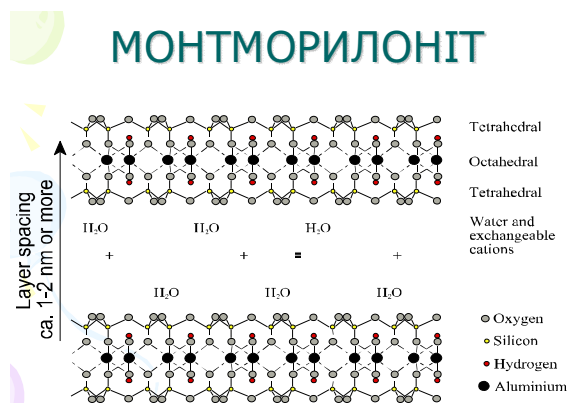 МОНТМОРИЛОНІТ
Tetrahedral
Octahedral
Tetrahedral
Layer spacing
ca. 1-2 nm or more
H₂O H₂O H₂O
Water and
exchangeable
cations
+ + = +
H₂O H₂O H₂O
Oxygen
Silicon
Hydrogen
Aluminium